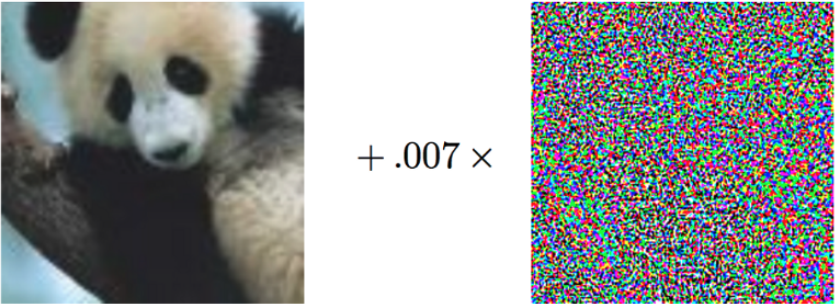 + .007 ×